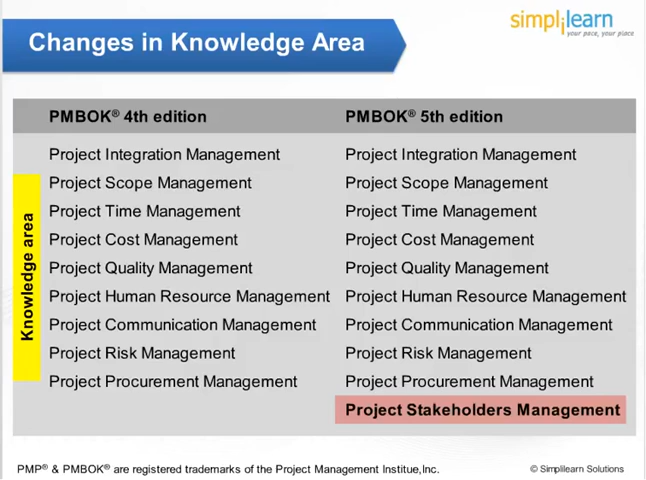 simplilearn
your pace, your place
Changes in Knowledge Area
PMBOK® 4th edition PMBOK® 5th edition
Project Integration Management Project Integration Management
Project Scope Management Project Scope Management
Project Time Management Project Time Management
Project Cost Management Project Cost Management
Project Quality Management Project Quality Management
Project Human Resource Management Project Human Resource Management
Project Communication Management Project Communication Management
Project Risk Management Project Risk Management
Project Procurement Management Project Procurement Management
Project Stakeholders Management
Knowledge area
PMP® & PMBOK® are registered trademarks of the Project Management Institue,Inc. © Simplilearn Solutions